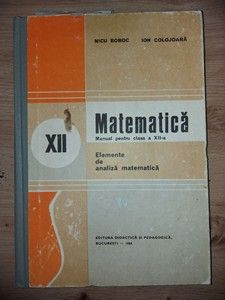 NICU BOBOC ION COLOJOARĂ
XII
Matematică
Manual pentru clasa a XII-a
Elemente
de
analiză matematică
EDITURA DIDACTICĂ ȘI PEDAGOGICĂ,
BUCUREȘTI —